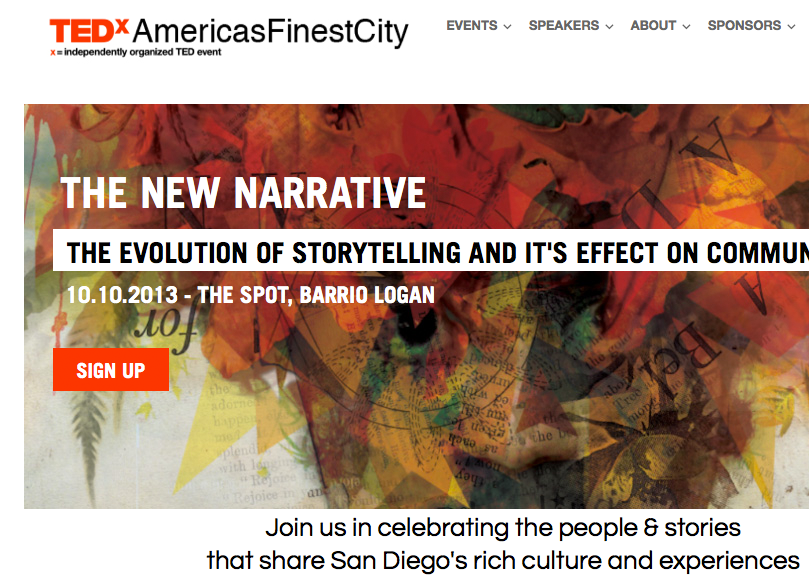 TEDxAmericasFinestCity
x = independently organized TED event
EVENTS SPEAKERS ABOUT SPONSORS
THE NEW NARRATIVE
THE EVOLUTION OF STORYTELLING AND IT'S EFFECT ON COMMUN
10.10.2013 - THE SPOT, BARRIO LOGAN
for
SIGN UP
Join us in celebrating the people & stories
that share San Diego's rich culture and experiences